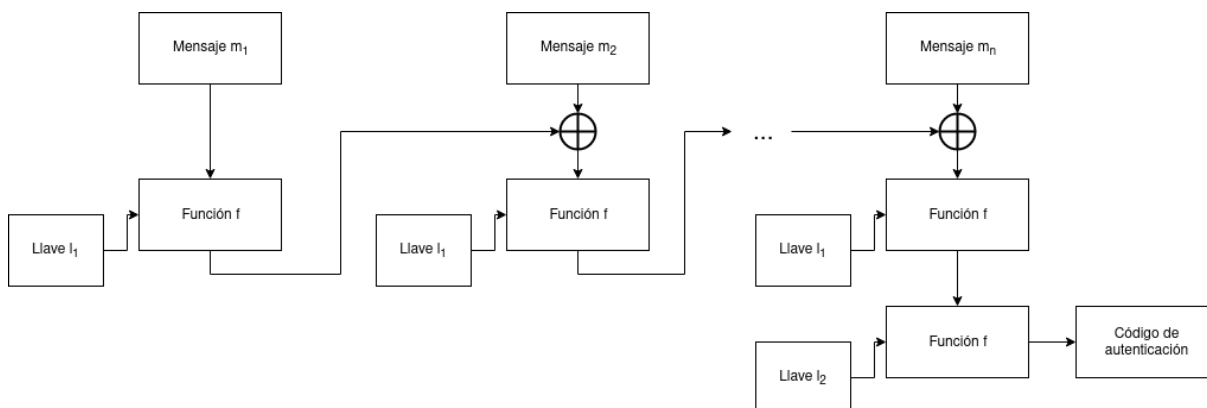 Mensaje m1
Mensaje m2
Mensaje mn
...
Función f
Función f
Función f
Llave l1
Llave l1
Llave l1
Función f
Código de
autenticación
Llave l2